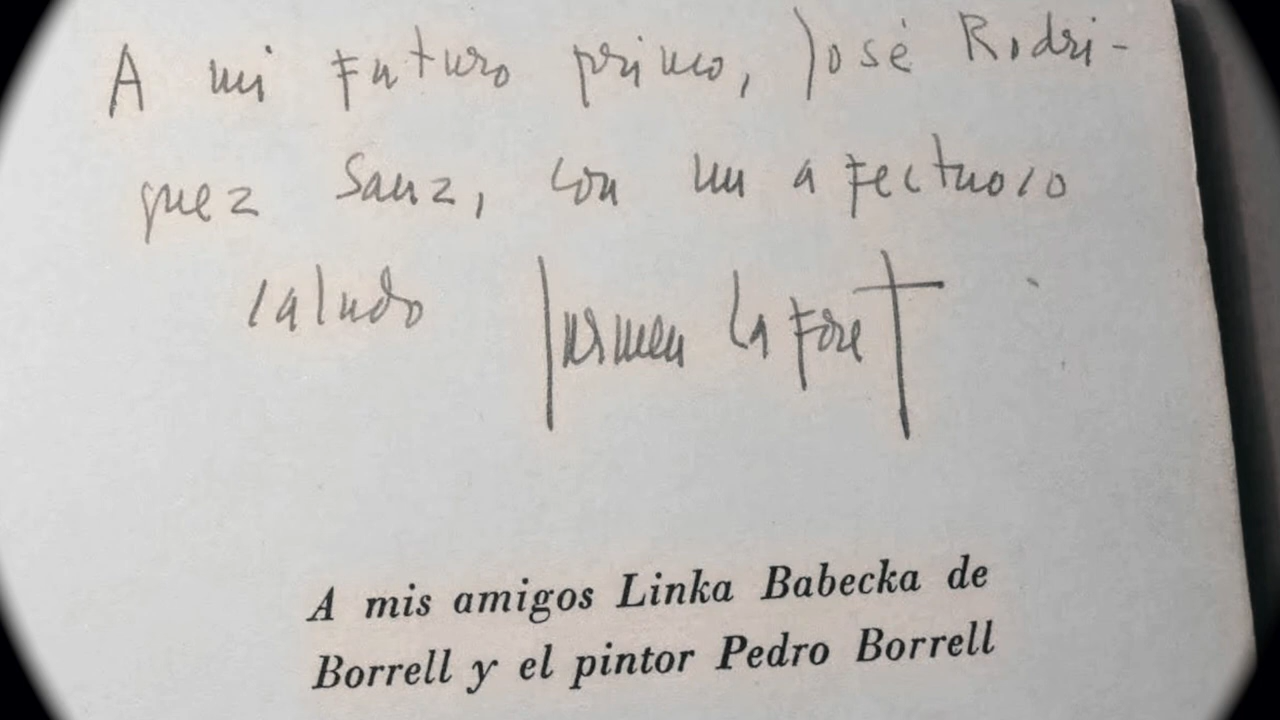 A mi futuro primo, José Rodri-
guez Sanz, con un afectuoso
saludo Carmen Laforet
A mis amigos Linka Babecka de
Borrell y el pintor Pedro Borrell